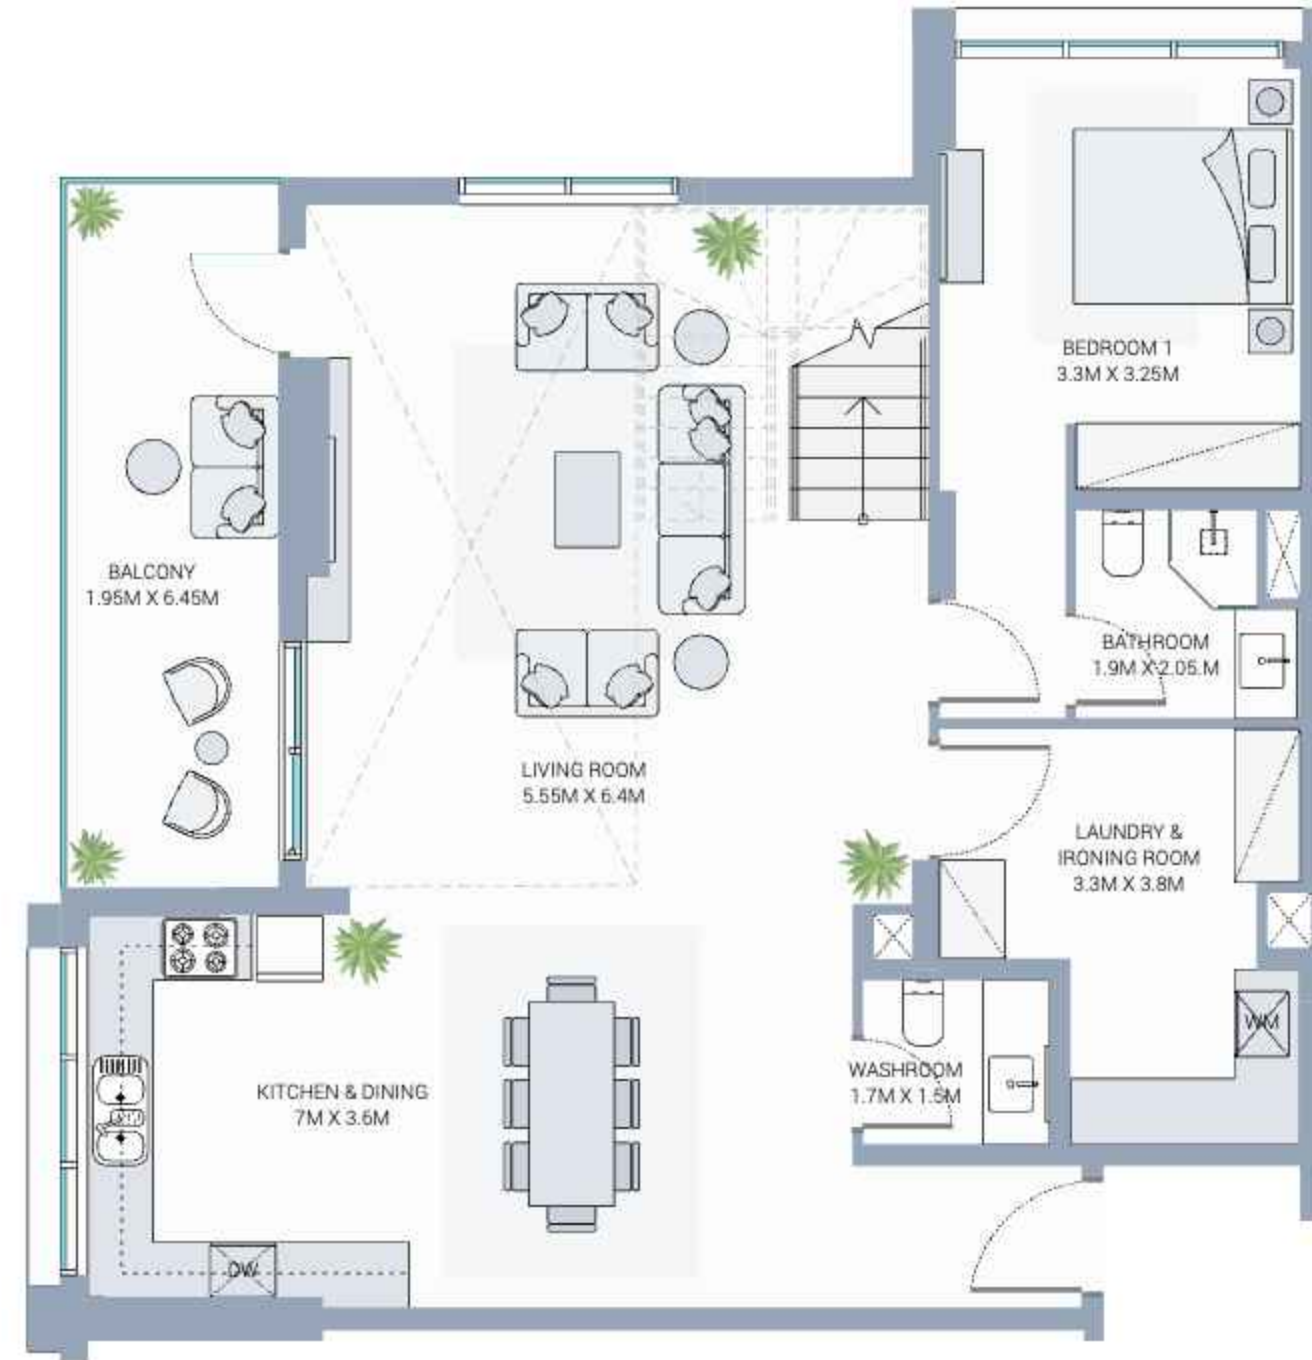 BEDROOM 1
3.3M X 3.25M
BALCONY
1.95M X 6.45M
BATHROOM
1.9M X 2.05.M
LIVING ROOM
5.55M X 6.4M
LAUNDRY &
IRONING ROOM
3.3M X 3.8M
WM
WASHROOM
1.7M X 1.5M
KITCHEN & DINING
7M X 3.6M
DW